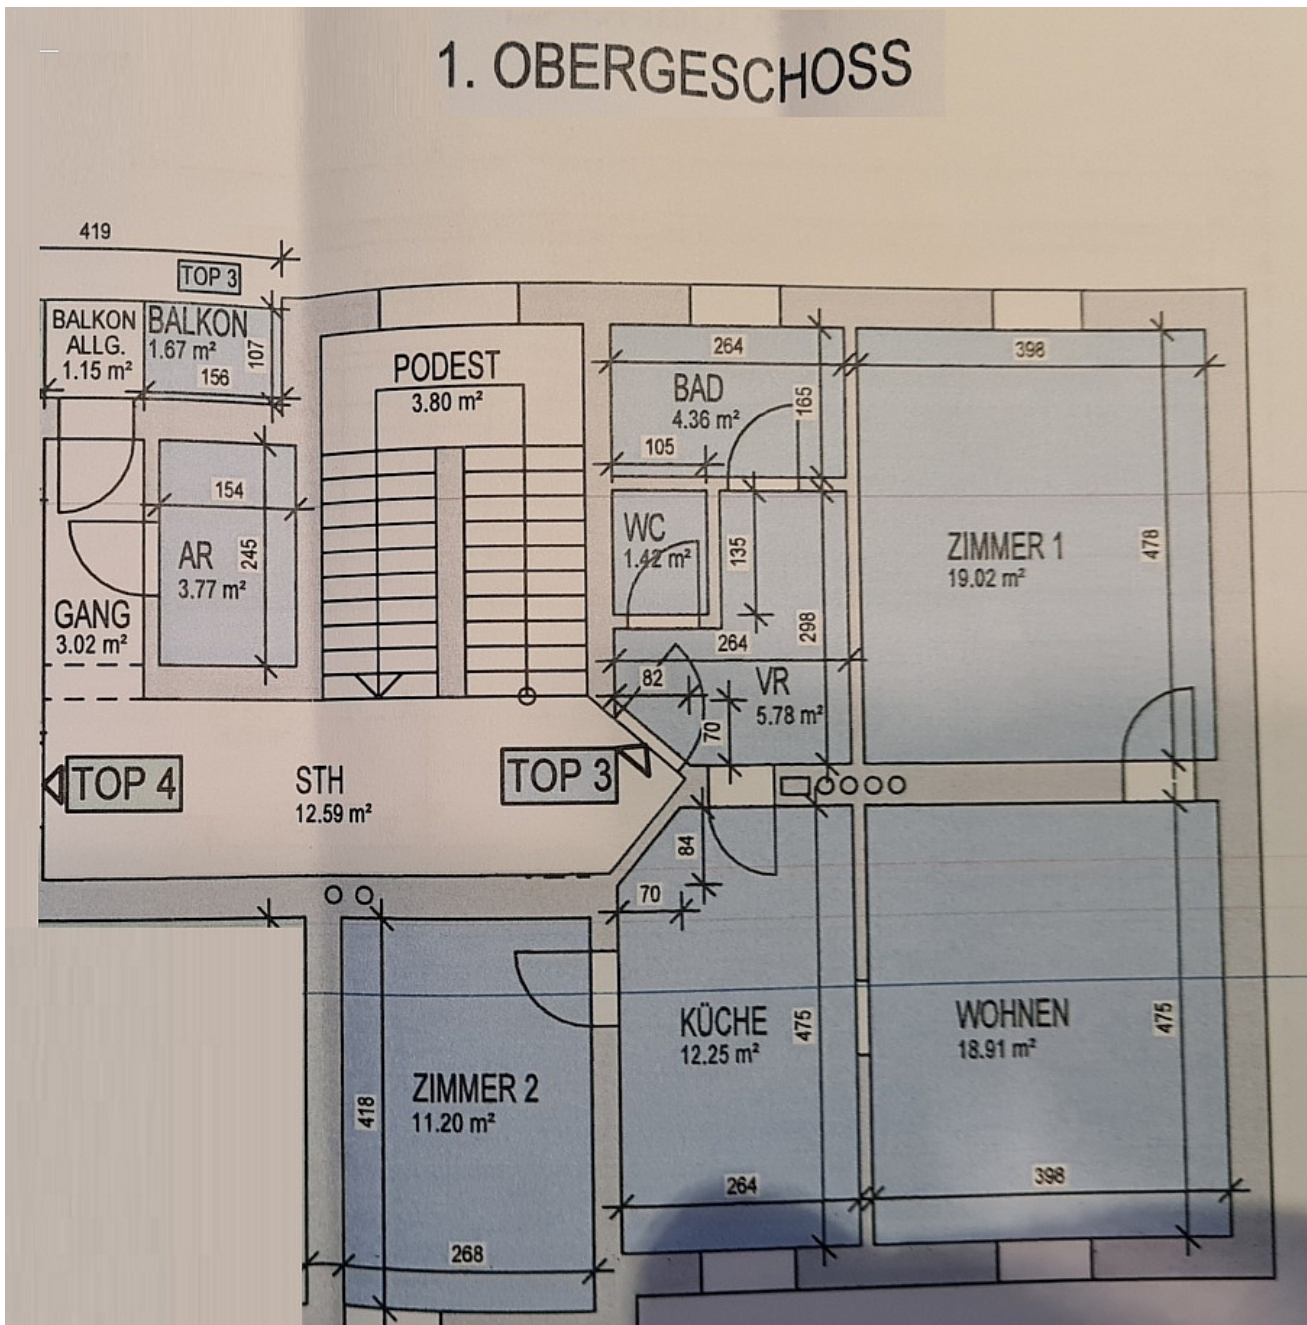 1. OBERGESCHOSS
419
TOP 3
BALKON
ALLG.
1.15 m²
BALKON
1.67 m²
107
156
PODEST
3.80 m²
264
398
BAD
4.36 m²
165
105
154
AR
3.77 m²
245
WC
1.42 m²
135
ZIMMER 1
19.02 m²
478
GANG
3.02 m²
298
264
82
VR
5.78 m²
70
TOP 4
STH
12.59 m²
TOP 3
84
70
KÜCHE
12.25 m²
475
WOHNEN
18.91 m²
475
ZIMMER 2
11.20 m²
418
264
398
268